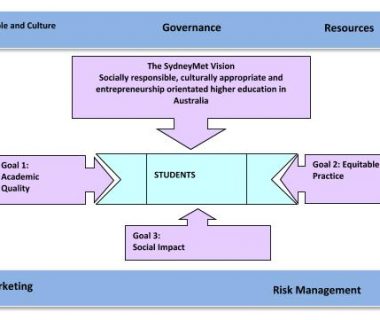 ple and Culture
Governance
Resources
The SydneyMet Vision
Socially responsible, culturally appropriate and
entrepreneurship orientated higher education in
Australia
Goal 1:
Academic
Quality
STUDENTS
Goal 2: Equitable
Practice
Goal 3:
Social Impact
rketing
Risk Management